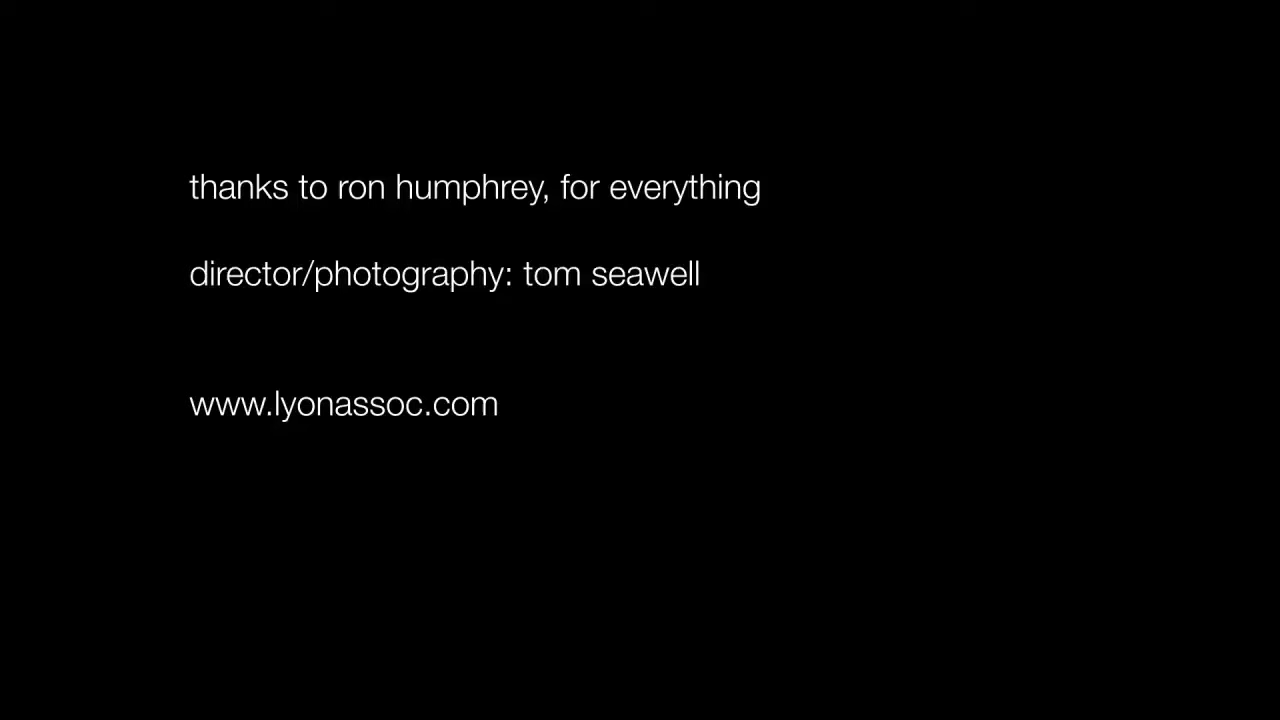 thanks to ron humphrey, for everything
director/photography: tom seawell
www.lyonassoc.com